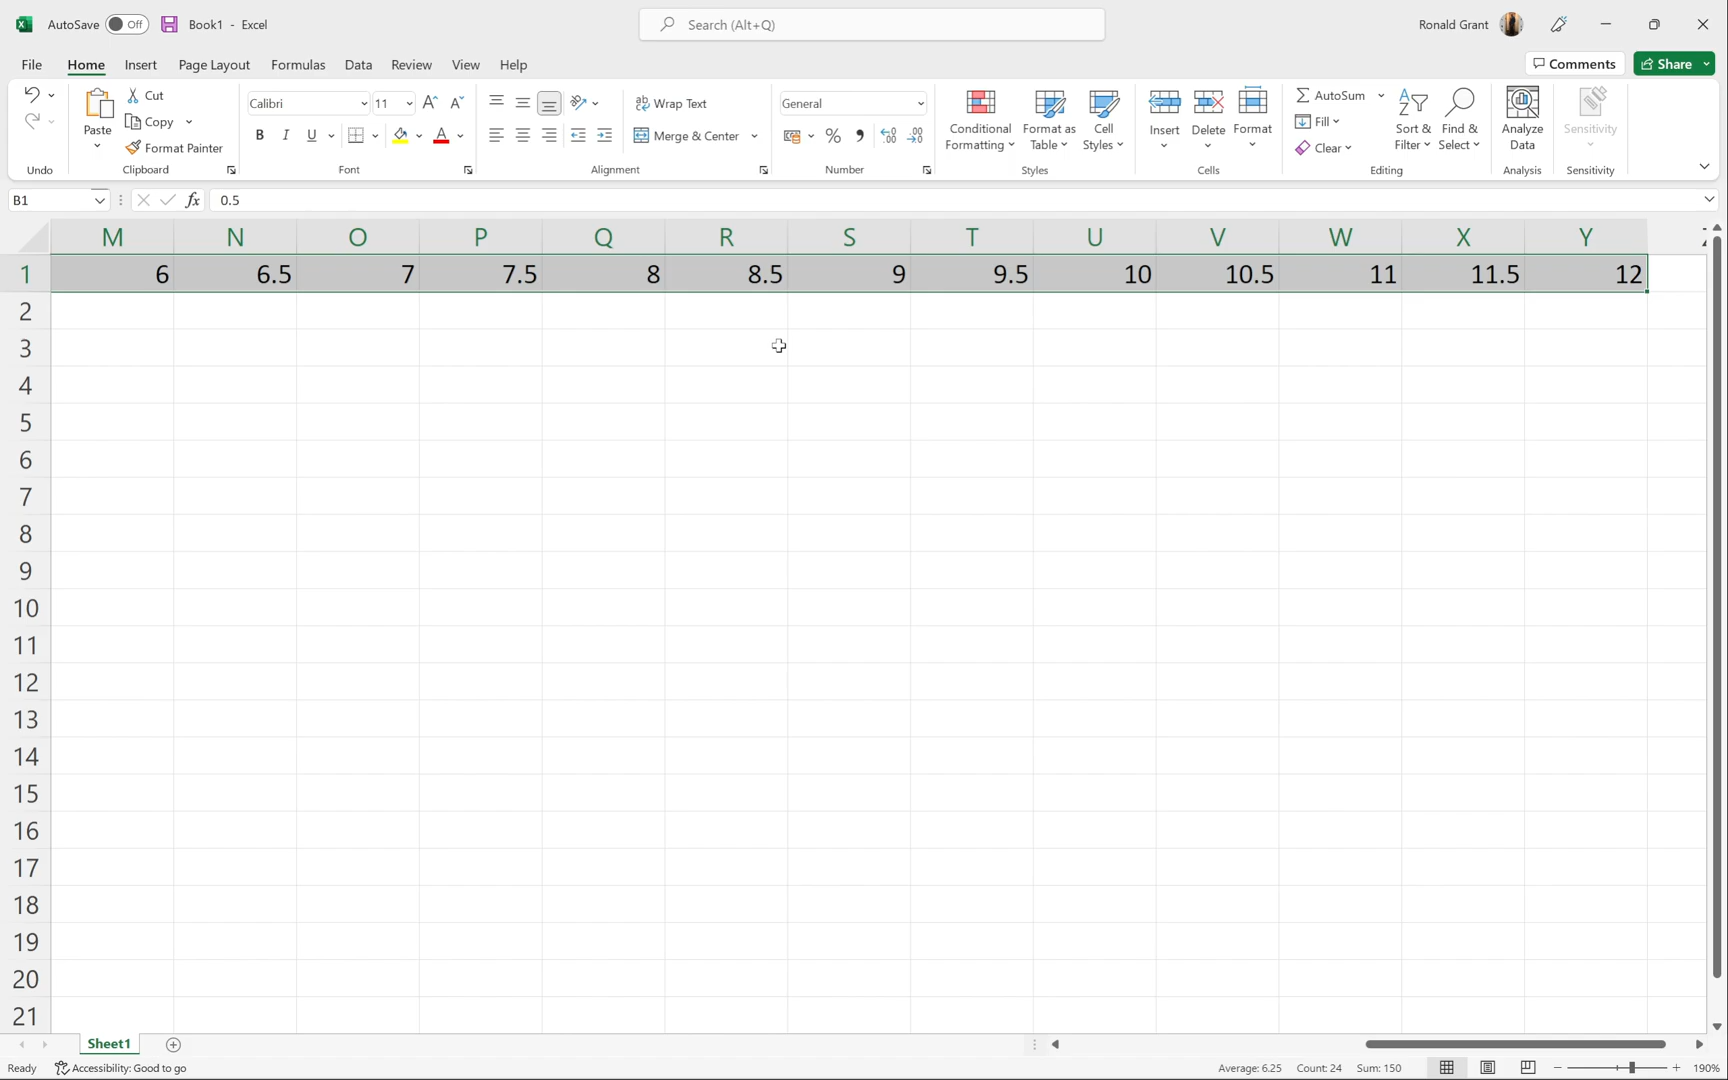 AutoSave Off Book1 - Excel Search (Alt+Q) Ronald Grant
File Home Insert Page Layout Formulas Data Review View Help Comments Share
Cut Calibri 11 Wrap Text General AutoSum
Paste Copy Conditional Formatting Format as Table Cell Styles Insert Delete Format Fill Sort & Filter Find & Select Analyze Data Sensitivity
Format Painter B I U Merge & Center Clear
Undo Clipboard Font Alignment Number Styles Cells Editing Analysis Sensitivity
B1 fx 0.5
M N O P Q R S T U V W X Y
1 6 6.5 7 7.5 8 8.5 9 9.5 10 10.5 11 11.5 12
2
3
4
5
6
7
8
9
10
11
12
13
14
15
16
17
18
19
20
21
Sheet1
Ready Accessibility: Good to go Average: 6.25 Count: 24 Sum: 150 190%